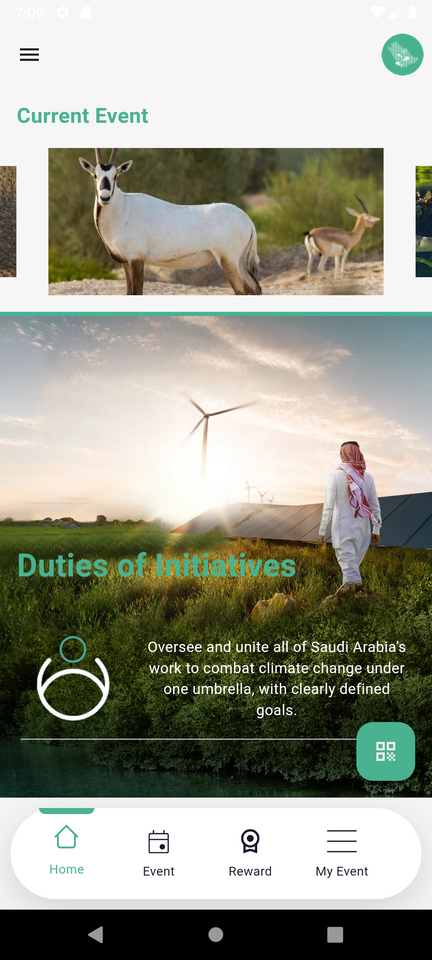 7:09
Current Event
Duties of Initiatives
Oversee and unite all of Saudi Arabia's
work to combat climate change under
one umbrella, with clearly defined
goals.
Home
Event
Reward
My Event